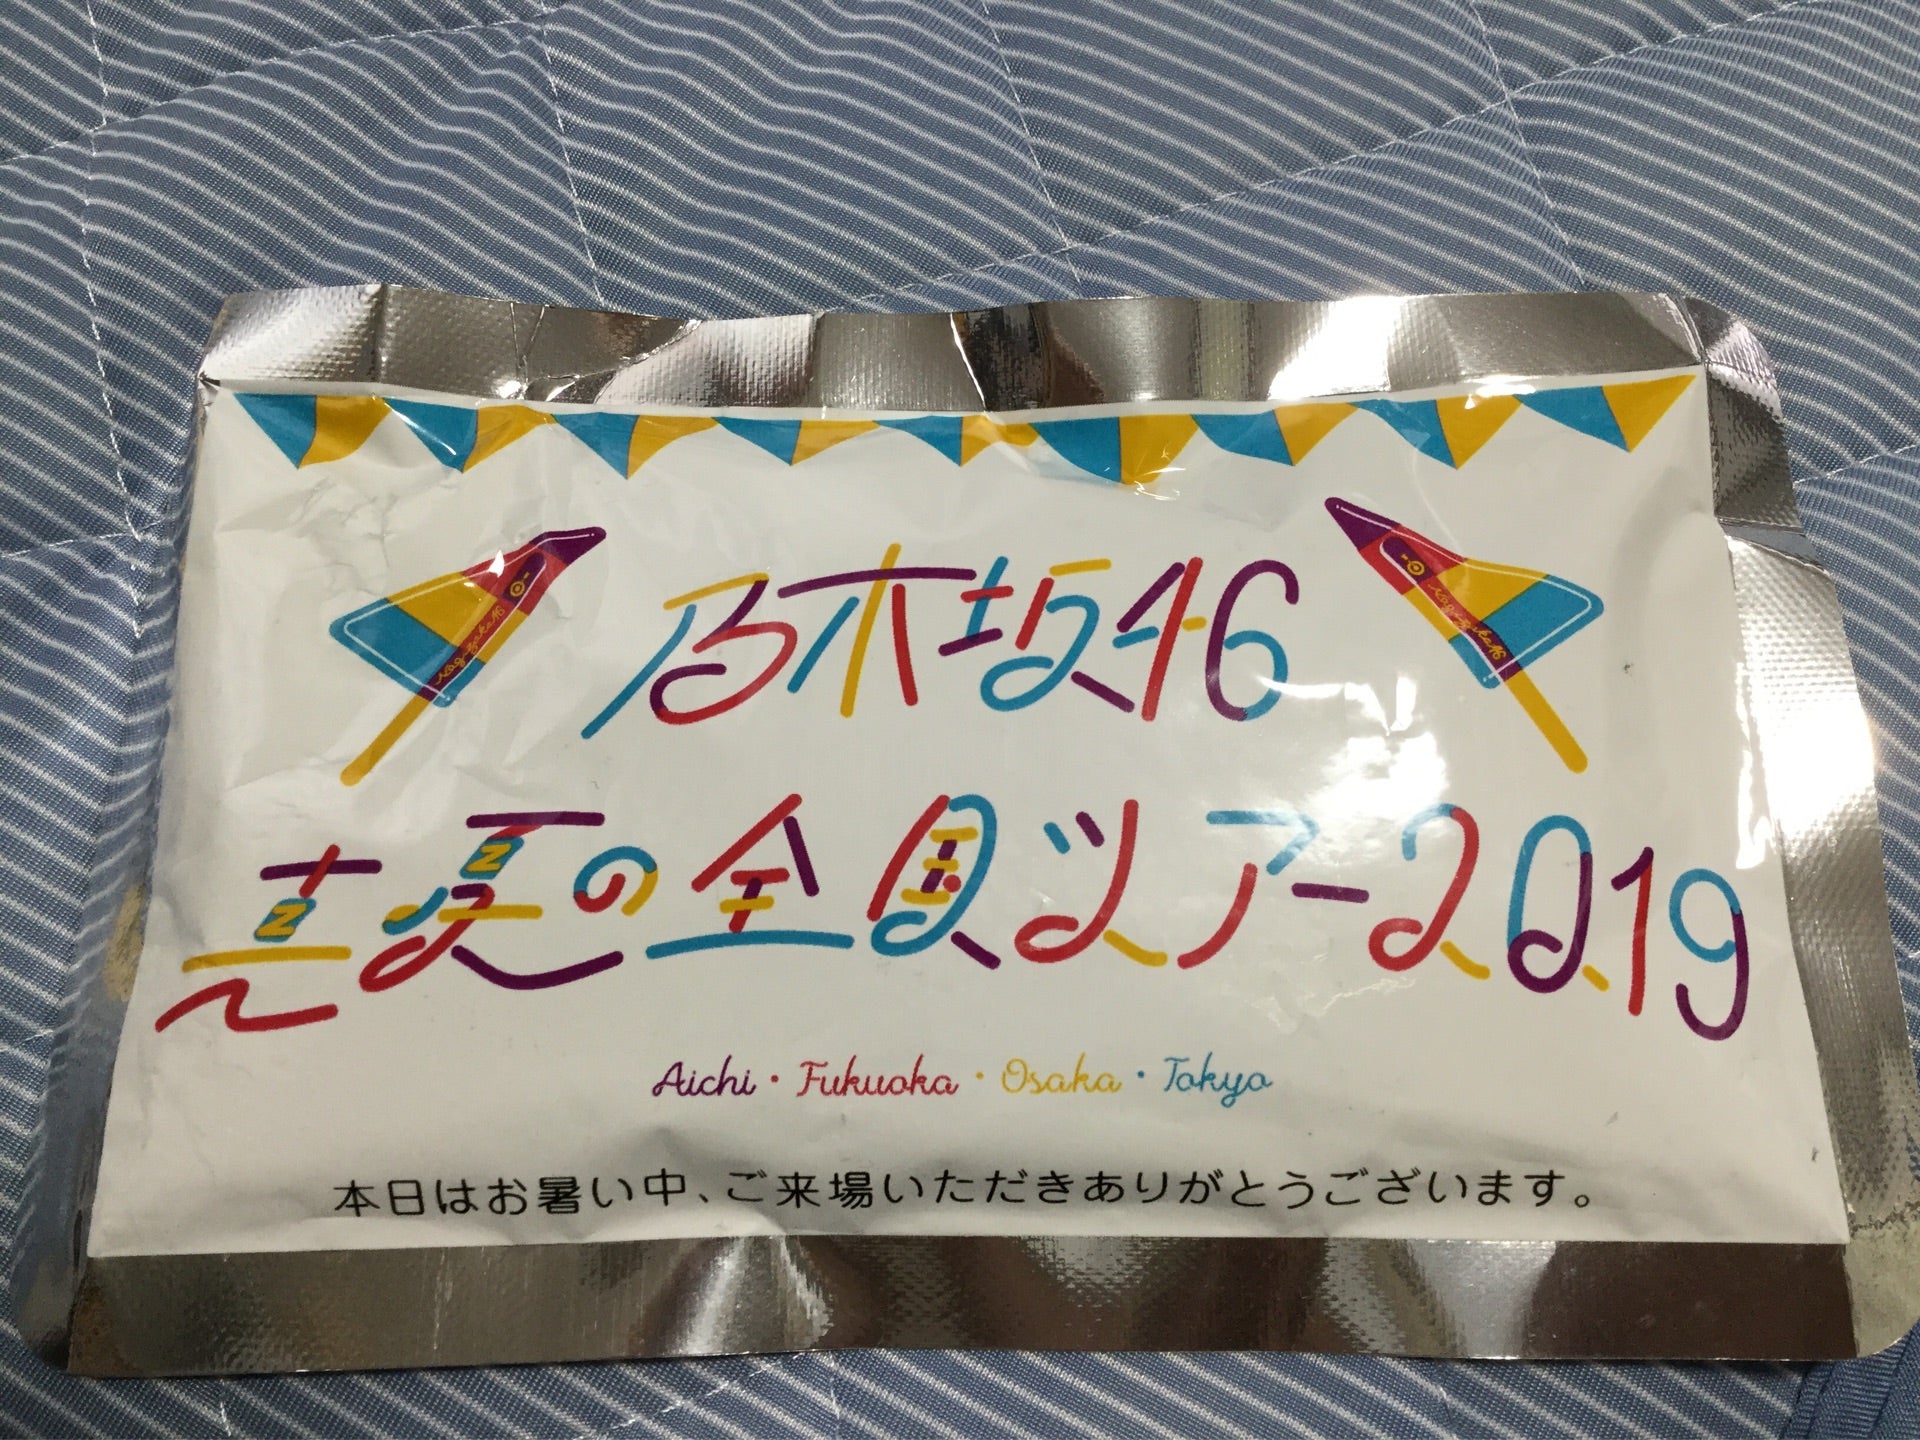 乃木坂46
真夏の全国ツアー2019
Aichi・Fukuoka・Osaka・Tokyo
本日はお暑い中、ご来場いただきありがとうございます。
Nogizaka46
Nogizaka46